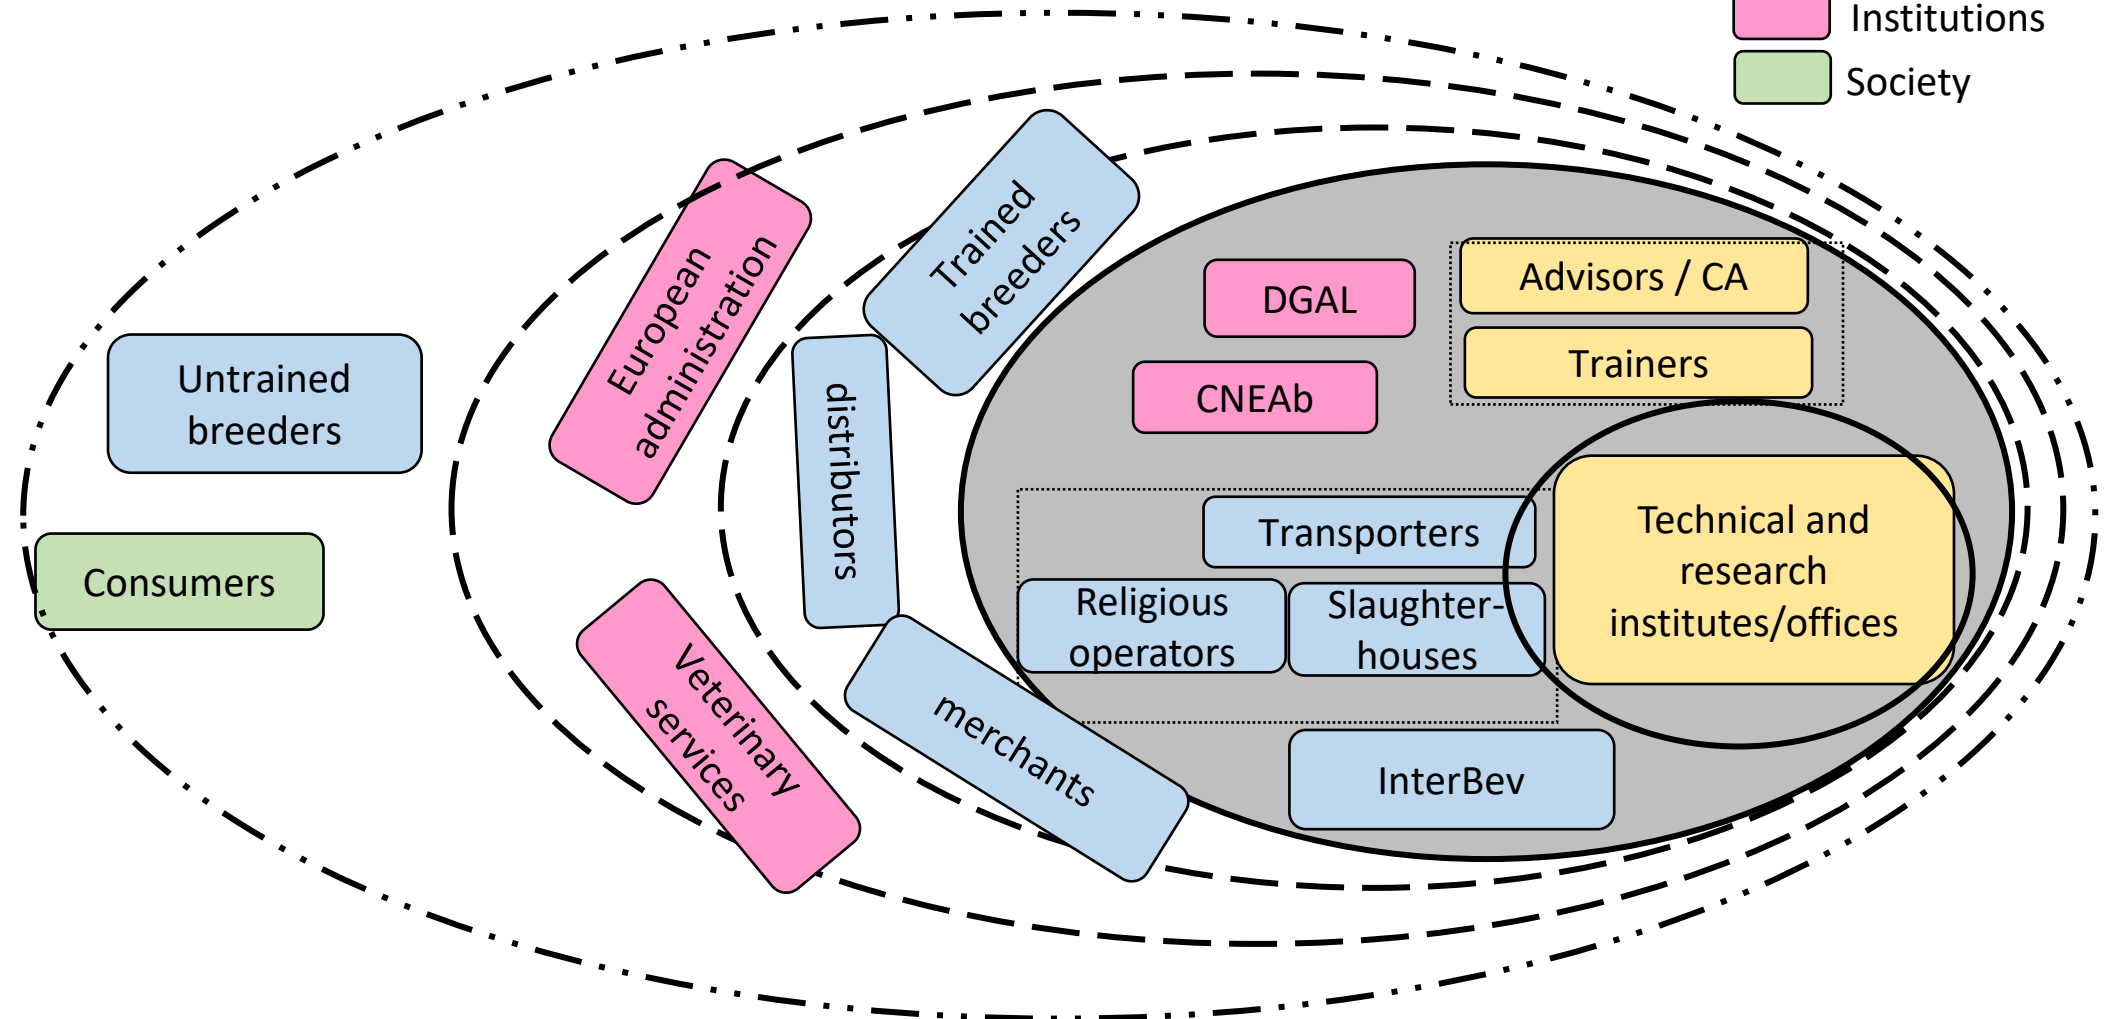 Institutions
Society
Trained
breeders
European
administration
Advisors / CA
DGAL
Trainers
CNEAb
Untrained
breeders
distributors
Technical and
research
institutes/offices
Transporters
Consumers
Religious
operators
Slaughter-
houses
Veterinary
services
merchants
InterBev